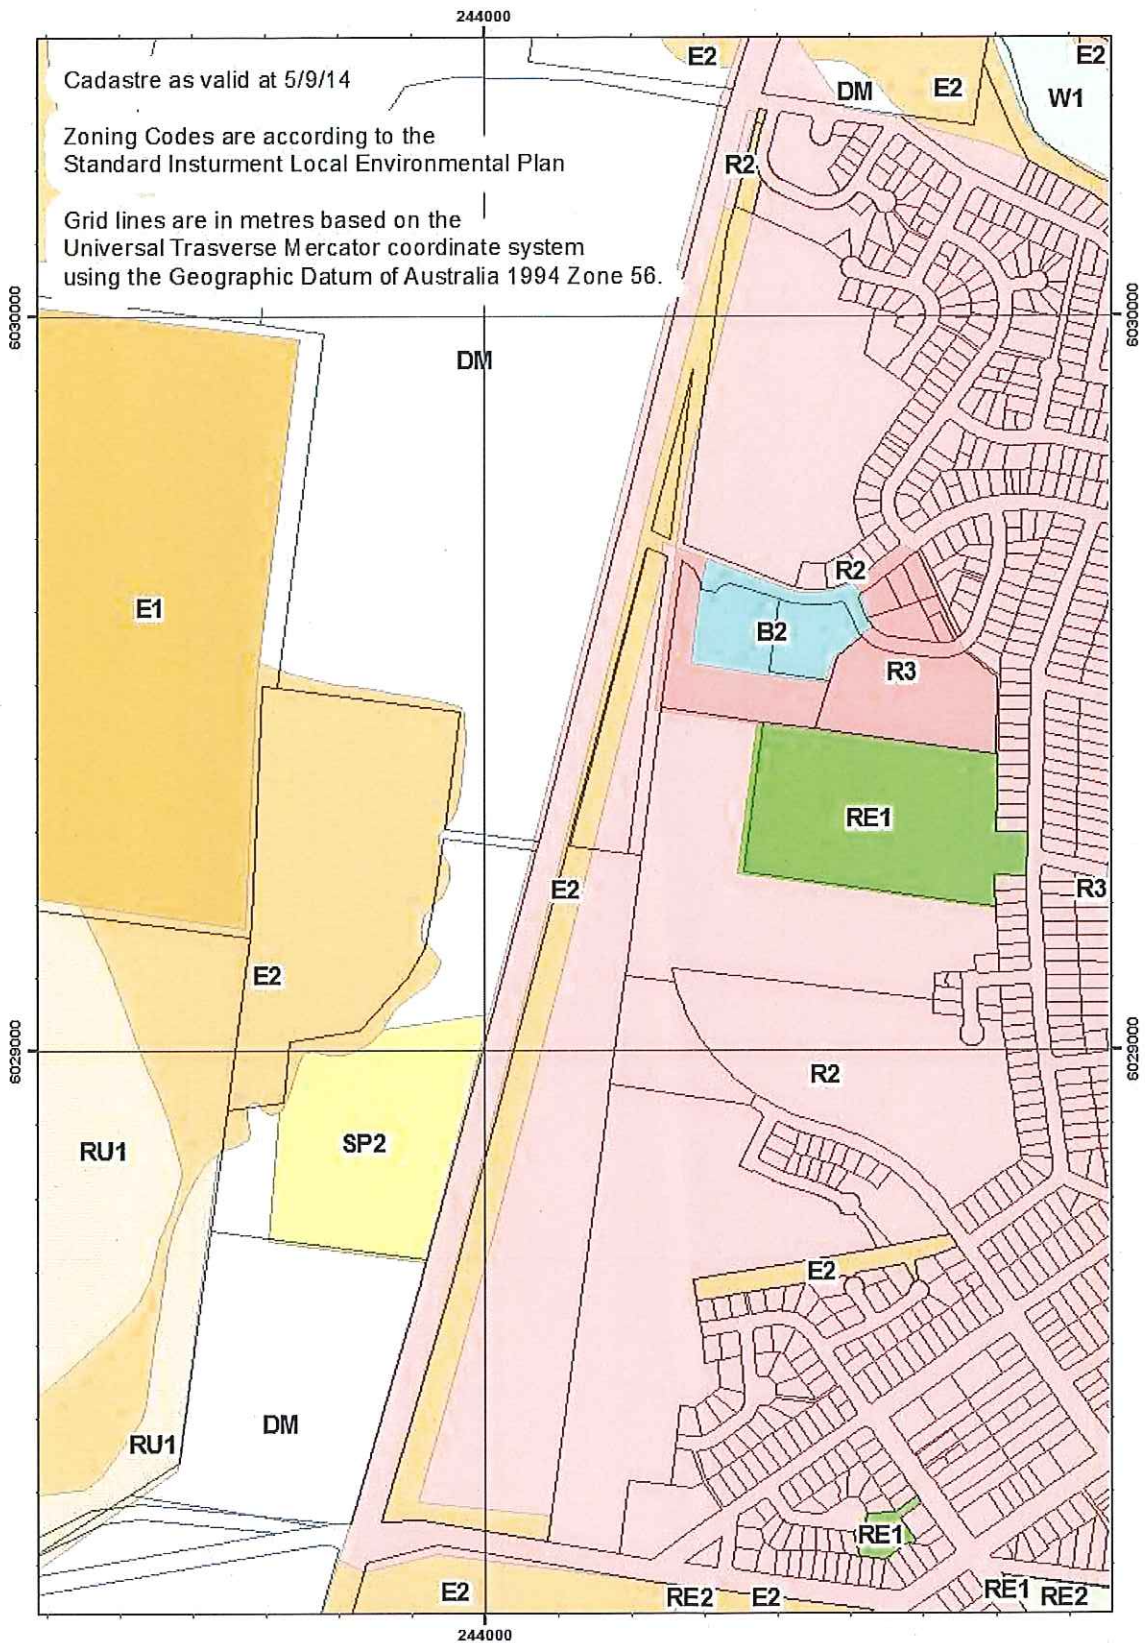 244000
Cadastre as valid at 5/9/14
Zoning Codes are according to the
Standard Insturment Local Environmental Plan
Grid lines are in metres based on the
Universal Trasverse Mercator coordinate system
using the Geographic Datum of Australia 1994 Zone 56.
E2
E2
DM
E2
W1
R2
6030000
6030000
DM
R2
E1
B2
R3
RE1
E2
R3
E2
6029000
6029000
R2
RU1
SP2
E2
DM
RU1
RE1
E2
RE2
E2
RE1
RE2
244000